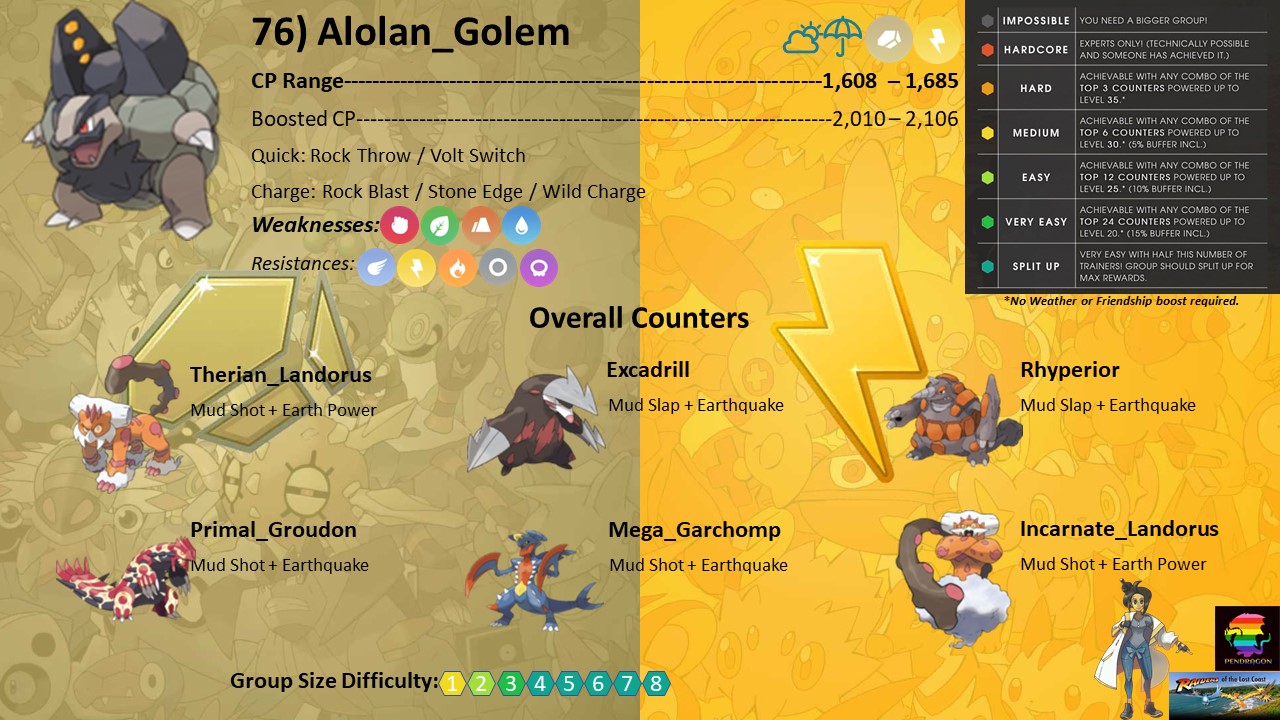 76) Alolan_Golem
CP Range--------------------------------------------------------------------------------1,608 – 1,685
Boosted CP--------------------------------------------------------------------------------2,010 – 2,106
Quick: Rock Throw / Volt Switch
Charge: Rock Blast / Stone Edge / Wild Charge
Weaknesses:
Resistances:
IMPOSSIBLE YOU NEED A BIGGER GROUP!
HARDCORE EXPERTS ONLY! (TECHNICALLY POSSIBLE
AND SOMEONE HAS ACHIEVED IT.)
HARD ACHIEVABLE WITH ANY COMBO OF THE
TOP 3 COUNTERS POWERED UP TO
LEVEL 35.*
MEDIUM ACHIEVABLE WITH ANY COMBO OF THE
TOP 6 COUNTERS POWERED UP TO
LEVEL 30.* (5% BUFFER INCL.)
EASY ACHIEVABLE WITH ANY COMBO OF THE
TOP 12 COUNTERS POWERED UP TO
LEVEL 25.* (10% BUFFER INCL.)
VERY EASY ACHIEVABLE WITH ANY COMBO OF THE
TOP 24 COUNTERS POWERED UP TO
LEVEL 20.* (15% BUFFER INCL.)
SPLIT UP VERY EASY WITH HALF THIS NUMBER OF
TRAINERS! GROUP SHOULD SPLIT UP FOR
MAX REWARDS.
*No Weather or Friendship boost required.
Overall Counters
Therian_Landorus
Mud Shot + Earth Power
Excadrill
Mud Slap + Earthquake
Rhyperior
Mud Slap + Earthquake
Primal_Groudon
Mud Shot + Earthquake
Mega_Garchomp
Mud Shot + Earthquake
Incarnate_Landorus
Mud Shot + Earth Power
Group Size Difficulty: 1 2 3 4 5 6 7 8
PENDRAGON
RAIDERS of the Lost Coast